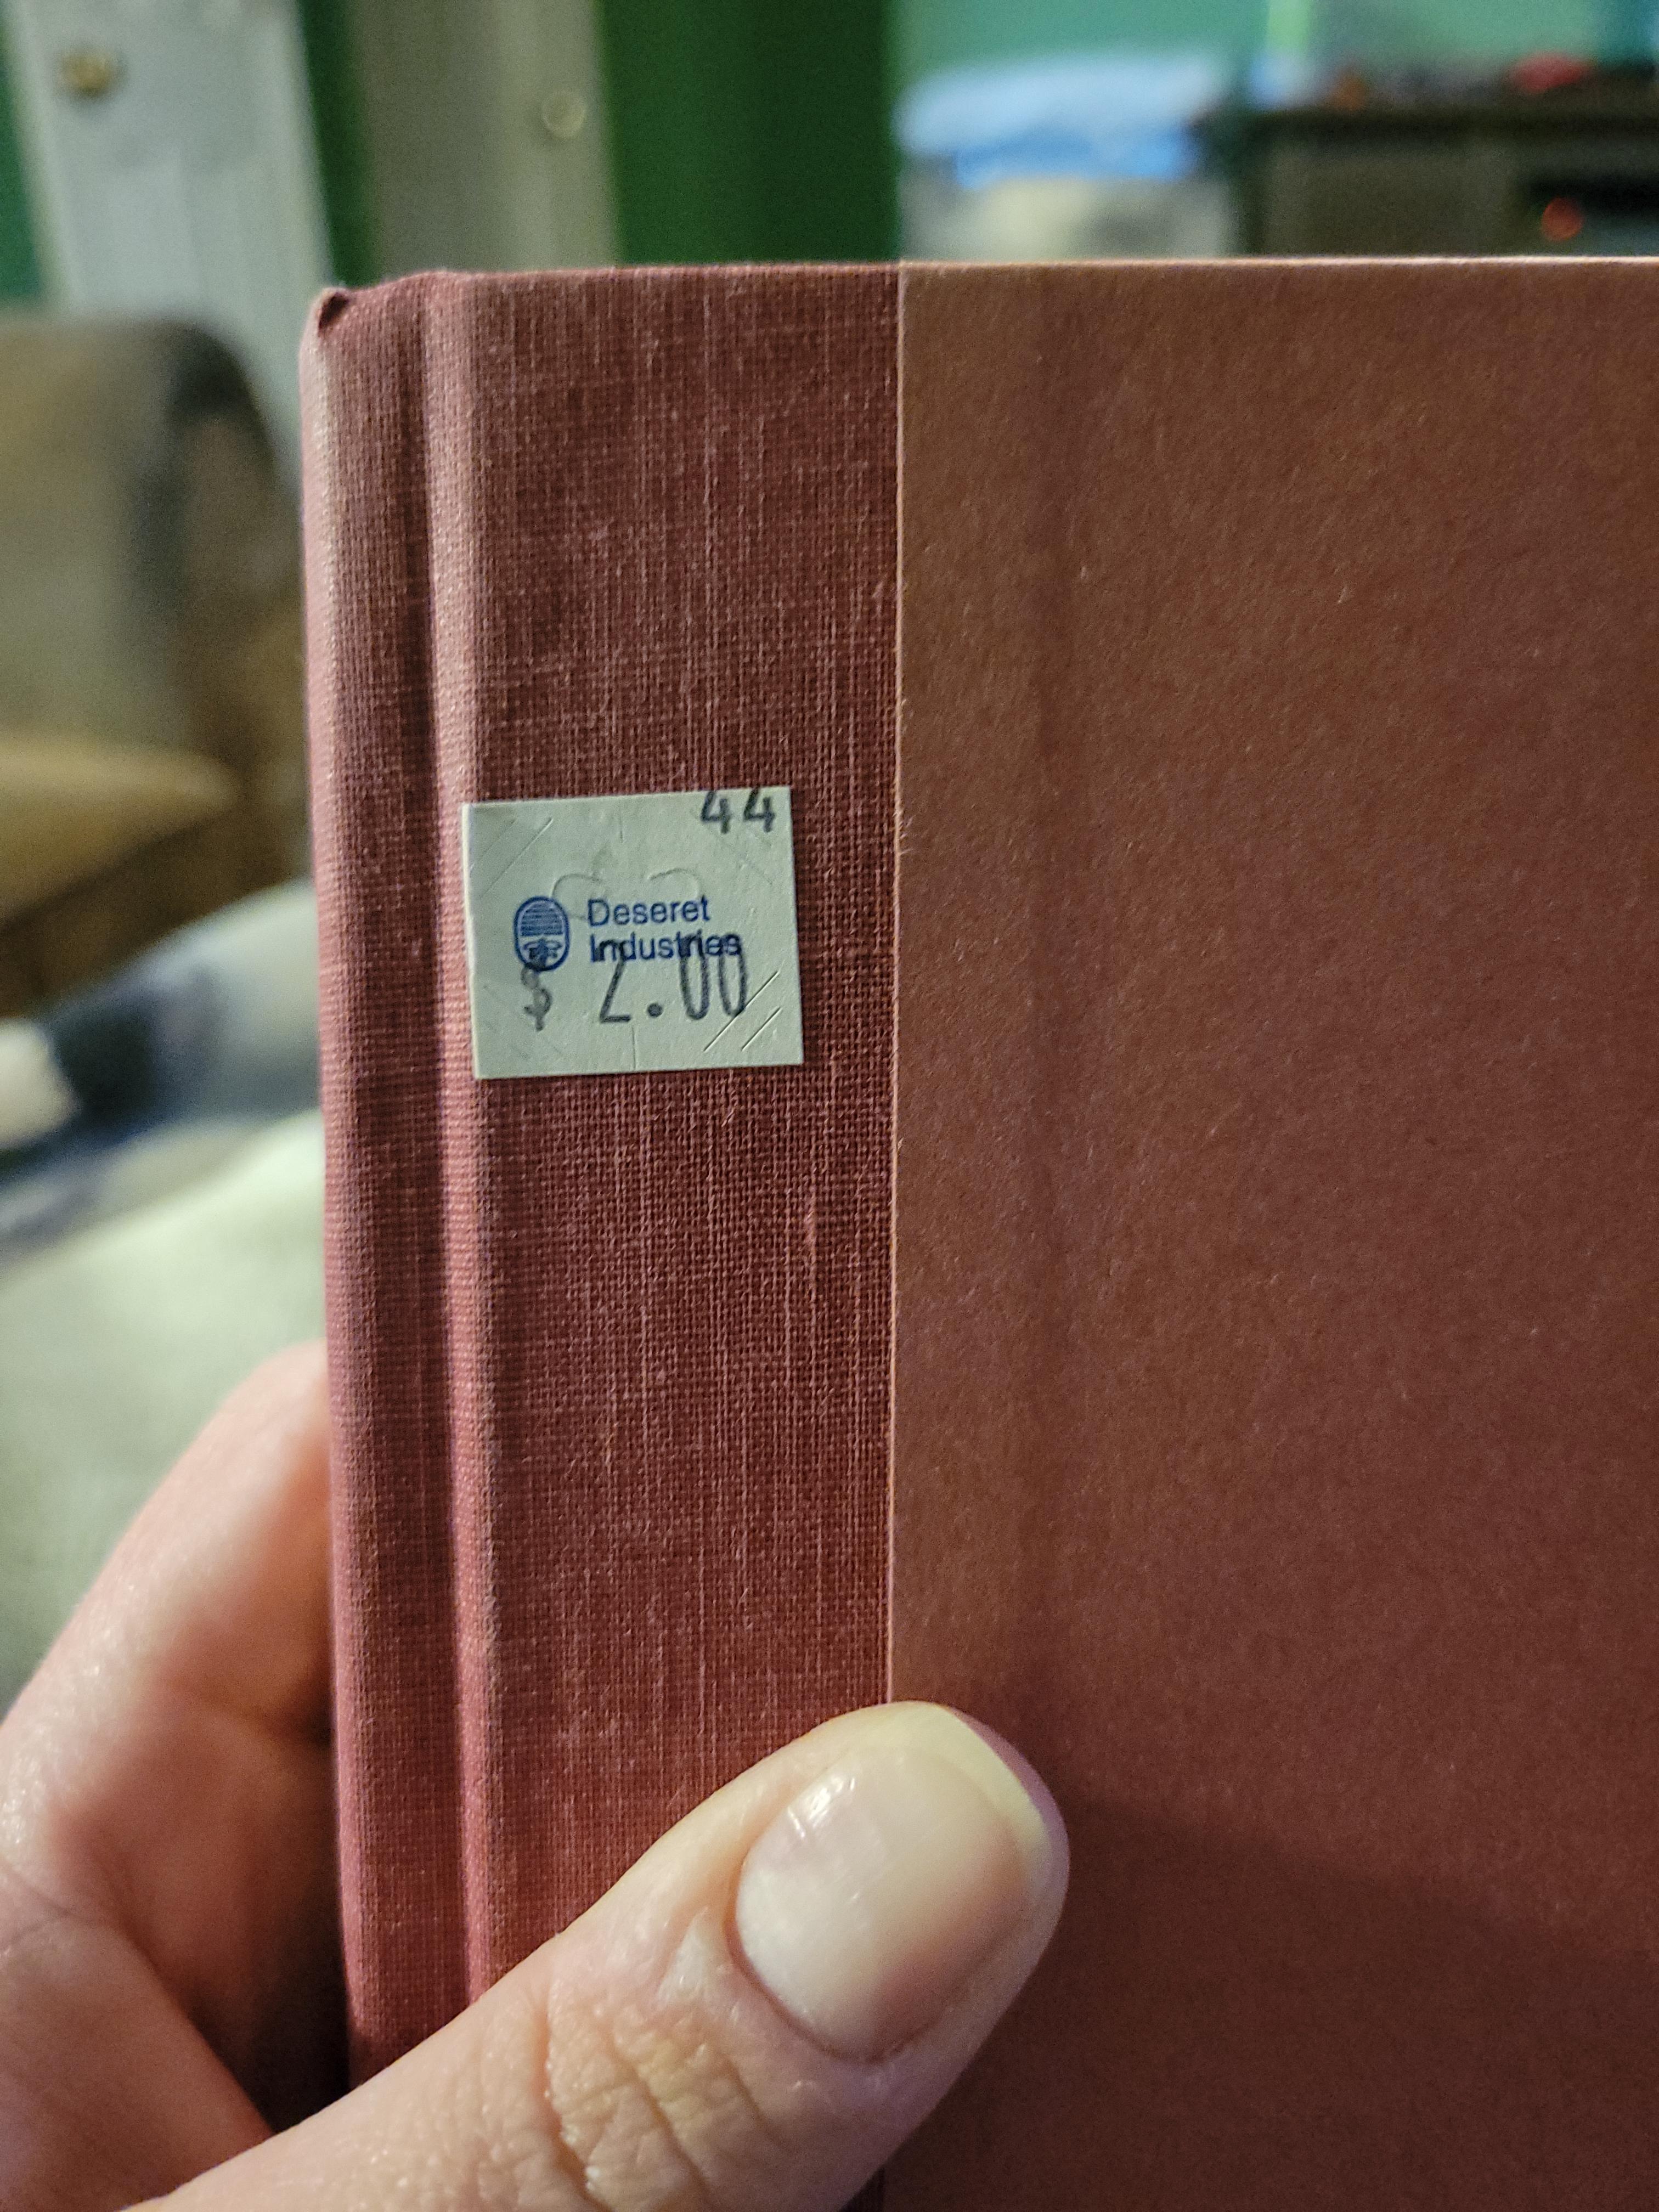 44
Deseret
Industries
$ 2.00